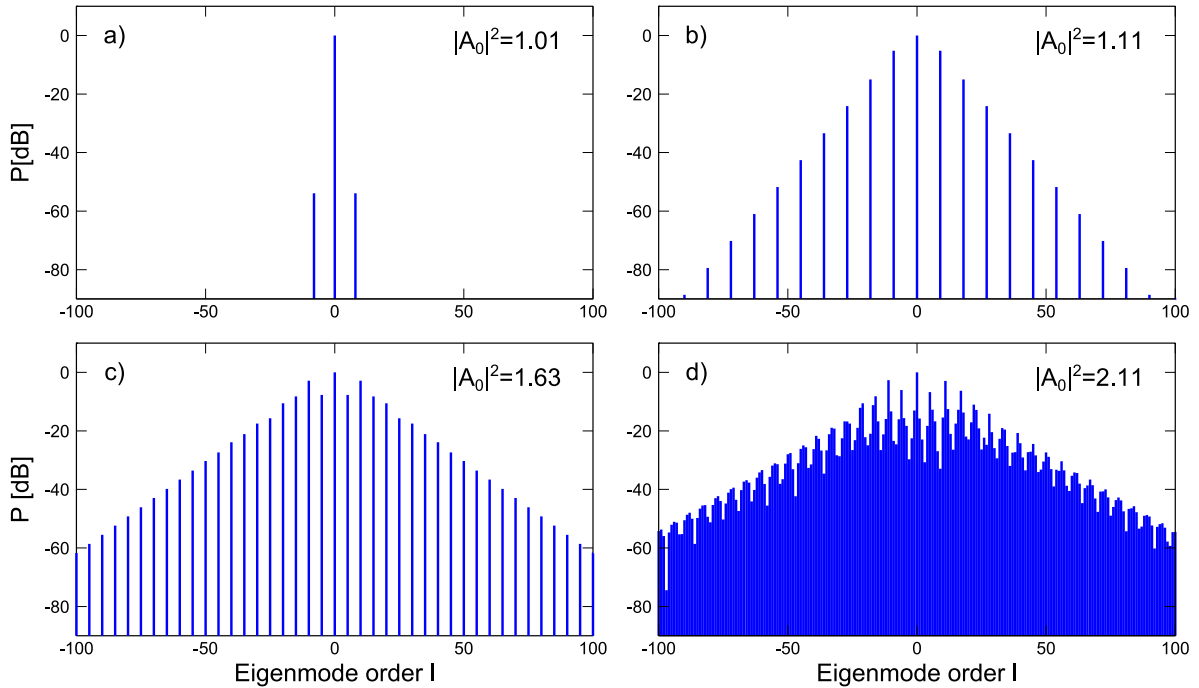 a) |A₀|²=1.01
b) |A₀|²=1.11
0 0
-20 -20
P[dB]
-40 -40
-60 -60
-80 -80
-100 -50 0 50 100
-100 -50 0 50 100
c) |A₀|²=1.63
d) |A₀|²=2.11
0 0
-20 -20
P [dB]
-40 -40
-60 -60
-80 -80
-100 -50 0 50 100
-100 -50 0 50 100
Eigenmode order l
Eigenmode order l